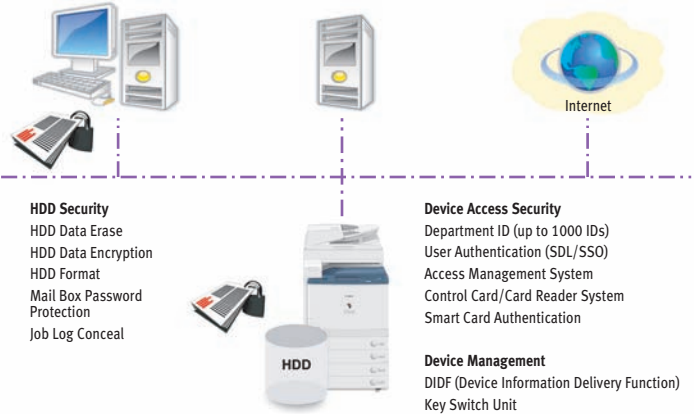 Internet
HDD Security
HDD Data Erase
HDD Data Encryption
HDD Format
Mail Box Password
Protection
Job Log Conceal
HDD
Device Access Security
Department ID (up to 1000 IDs)
User Authentication (SDL/SSO)
Access Management System
Control Card/Card Reader System
Smart Card Authentication
Device Management
DIDF (Device Information Delivery Function)
Key Switch Unit